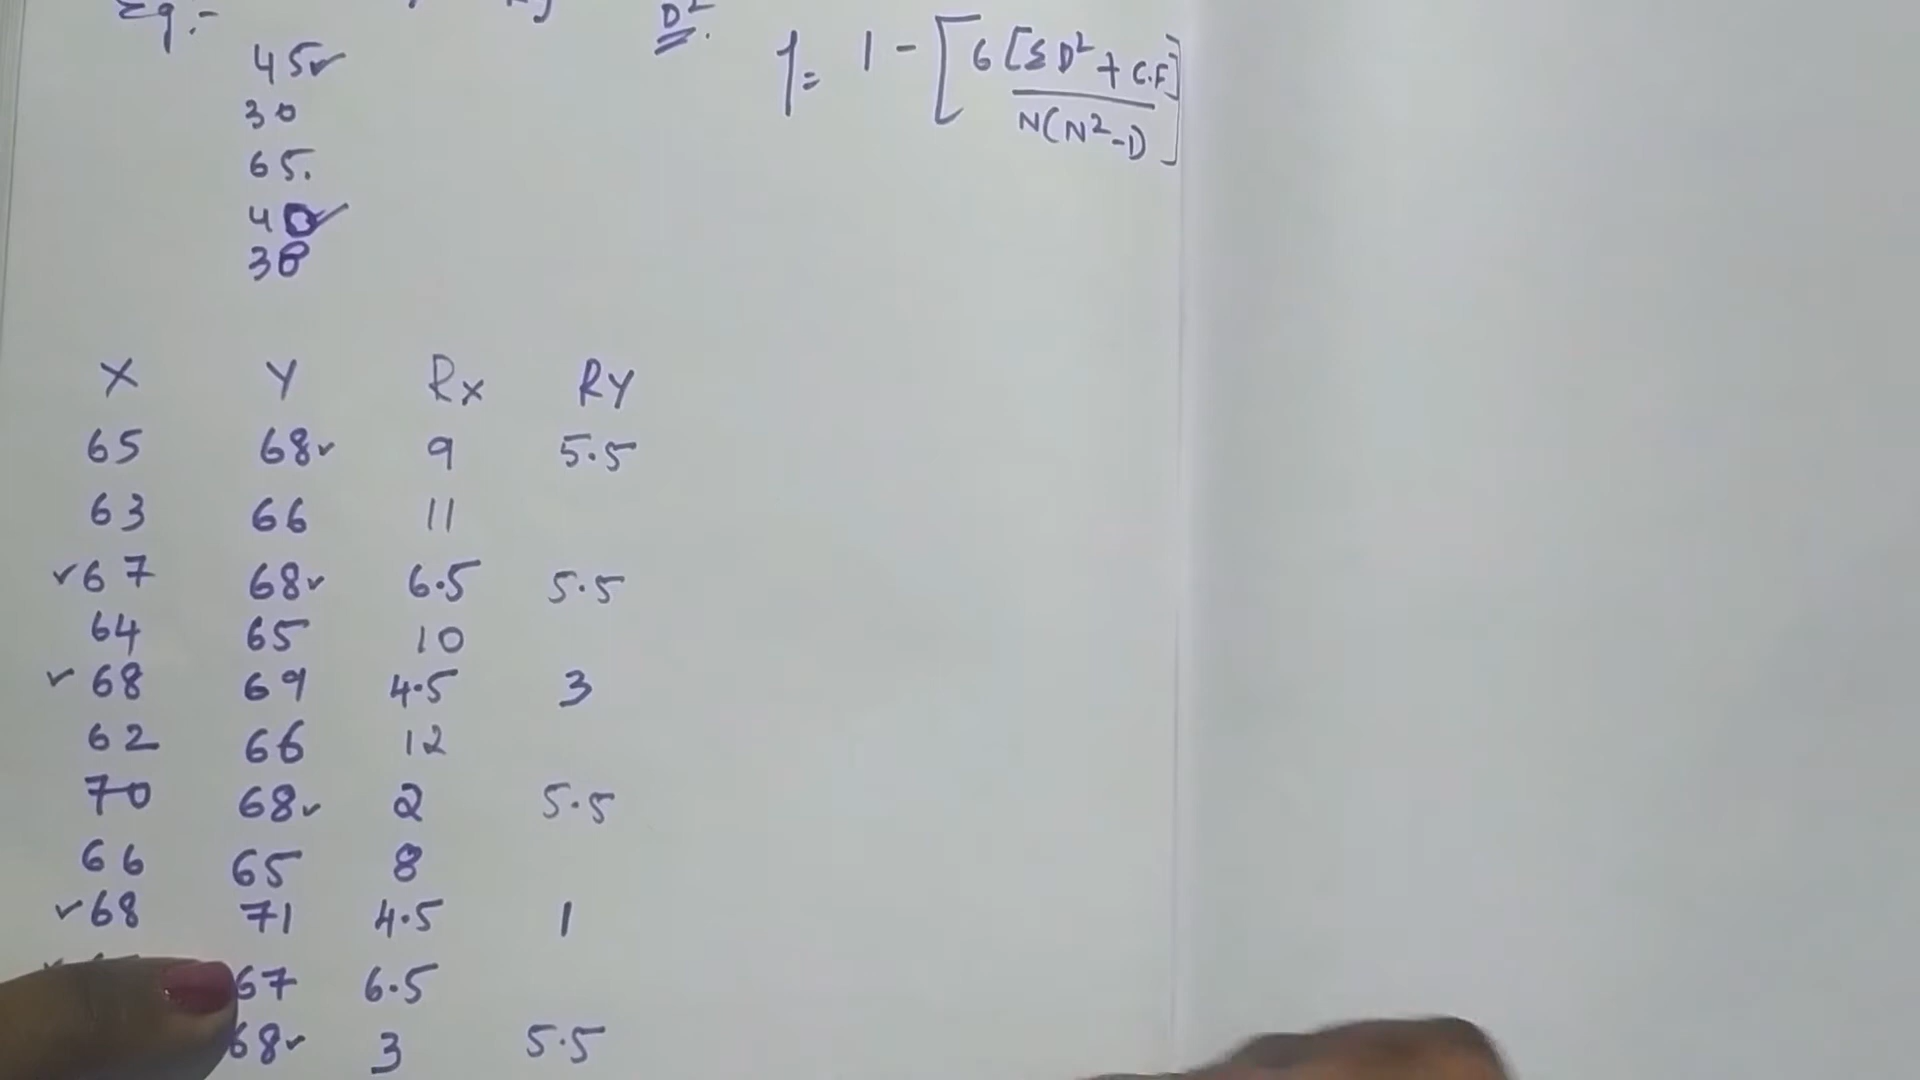 Eg:-
D²
45
30
65.
40
30
ρ = 1 - [6[ΣD² + C.F] / N(N²-1)]
X Y Rx RY
65 68 9 5.5
63 66 11
67 68 6.5 5.5
64 65 10
68 69 4.5 3
62 66 12
70 68 2 5.5
66 65 8
68 71 4.5 1
67 6.5
68 3 5.5